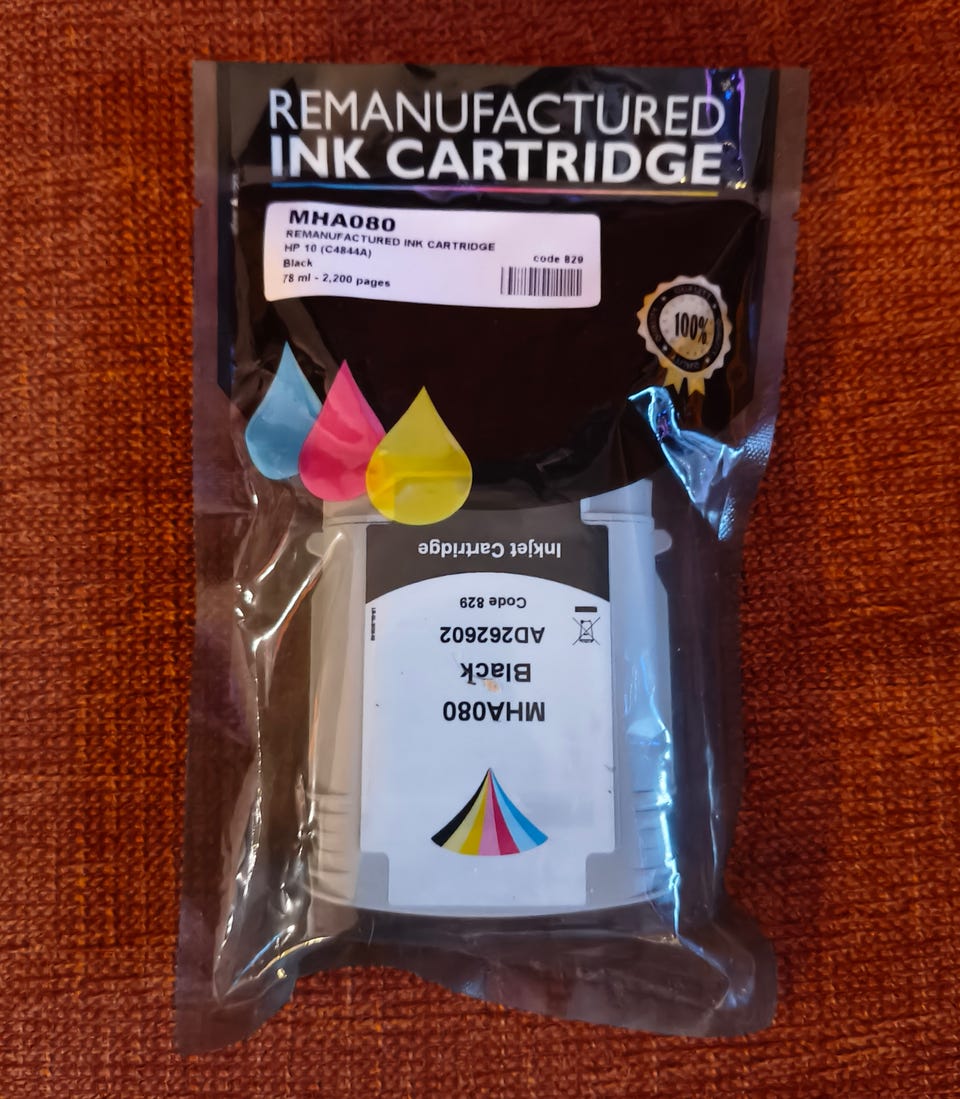 REMANUFACTURED
INK CARTRIDGE
MHA080
REMANUFACTURED INK CARTRIDGE
HP 10 (C4844A)
Black
78 ml - 2,200 pages
code 829
100%
Inkjet Cartridge
Code 829
AD262602
Black
MHA080